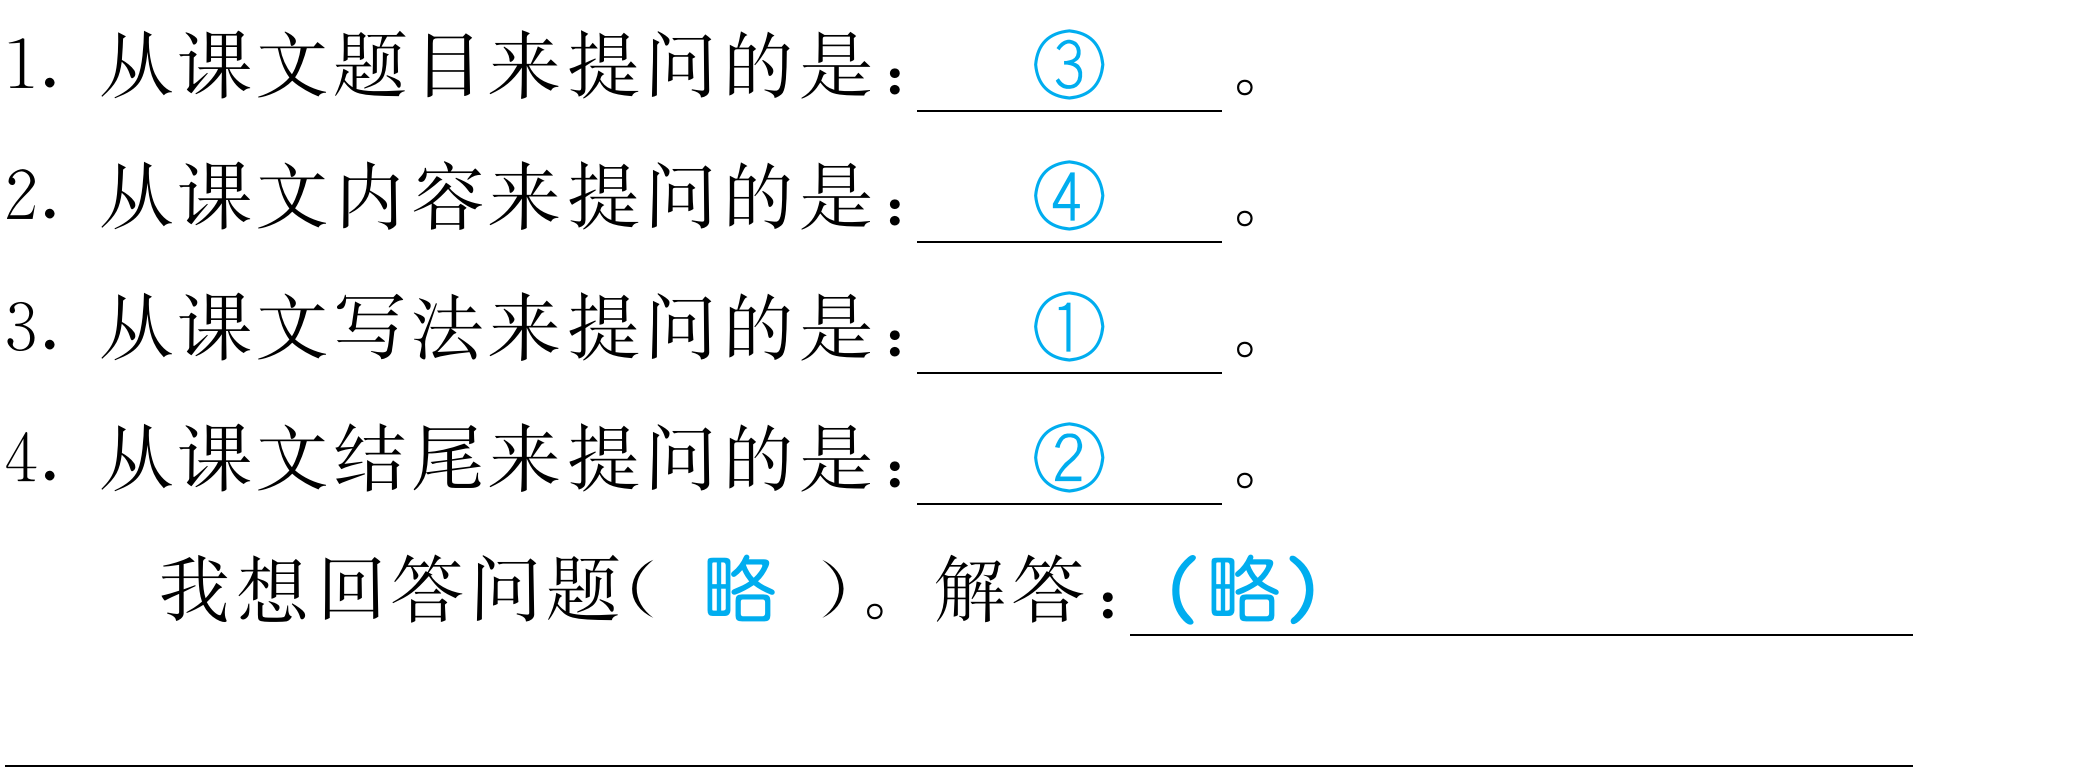 1. 从课文题目来提问的是：③。
2. 从课文内容来提问的是：④。
3. 从课文写法来提问的是：①。
4. 从课文结尾来提问的是：②。
我想回答问题( 略 )。解答：(略)